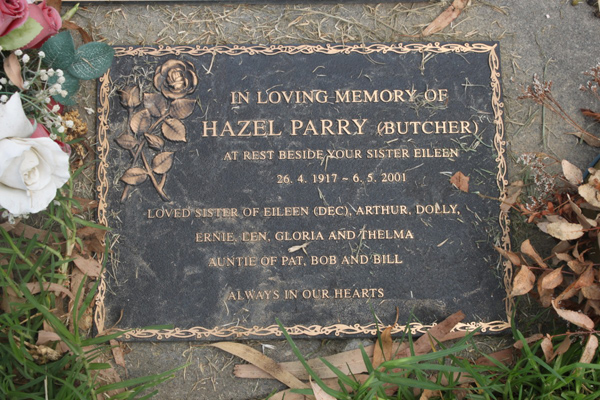 IN LOVING MEMORY OF
HAZEL PARRY (BUTCHER)
AT REST BESIDE YOUR SISTER EILEEN
26. 4. 1917 ~ 6. 5. 2001
LOVED SISTER OF EILEEN (DEC), ARTHUR, DOLLY,
ERNIE, LEN, GLORIA AND THELMA
AUNTIE OF PAT, BOB AND BILL
ALWAYS IN OUR HEARTS